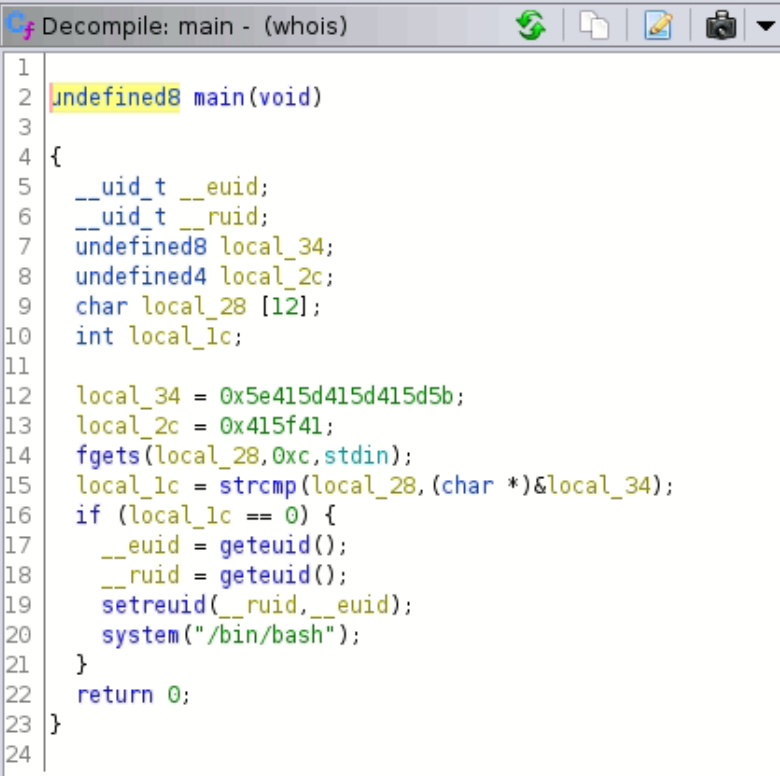 Decompile: main - (whois)
1
2 undefined8 main(void)
3
4 {
5 __uid_t __euid;
6 __uid_t __ruid;
7 undefined8 local_34;
8 undefined4 local_2c;
9 char local_28 [12];
10 int local_1c;
11
12 local_34 = 0x5e415d415d415d5b;
13 local_2c = 0x415f41;
14 fgets(local_28,0xc,stdin);
15 local_1c = strcmp(local_28,(char *)&local_34);
16 if (local_1c == 0) {
17 __euid = geteuid();
18 __ruid = geteuid();
19 setreuid(__ruid,__euid);
20 system("/bin/bash");
21 }
22 return 0;
23 }
24